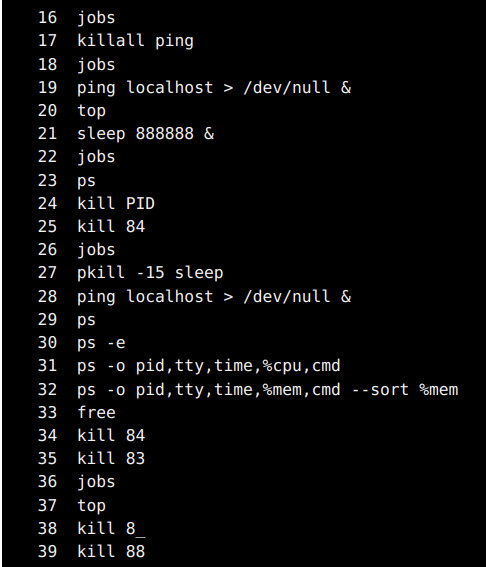 16 jobs
17 killall ping
18 jobs
19 ping localhost > /dev/null &
20 top
21 sleep 888888 &
22 jobs
23 ps
24 kill PID
25 kill 84
26 jobs
27 pkill -15 sleep
28 ping localhost > /dev/null &
29 ps
30 ps -e
31 ps -o pid,tty,time,%cpu,cmd
32 ps -o pid,tty,time,%mem,cmd --sort %mem
33 free
34 kill 84
35 kill 83
36 jobs
37 top
38 kill 8_
39 kill 88